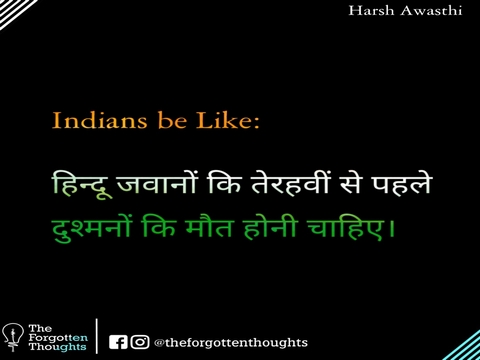 Harsh Awasthi
Indians be Like:
हिन्दू जवानों कि तेरहवीं से पहले
दुश्मनों कि मौत होनी चाहिए।
The
Forgotten
Thoughts
@theforgottenthoughts